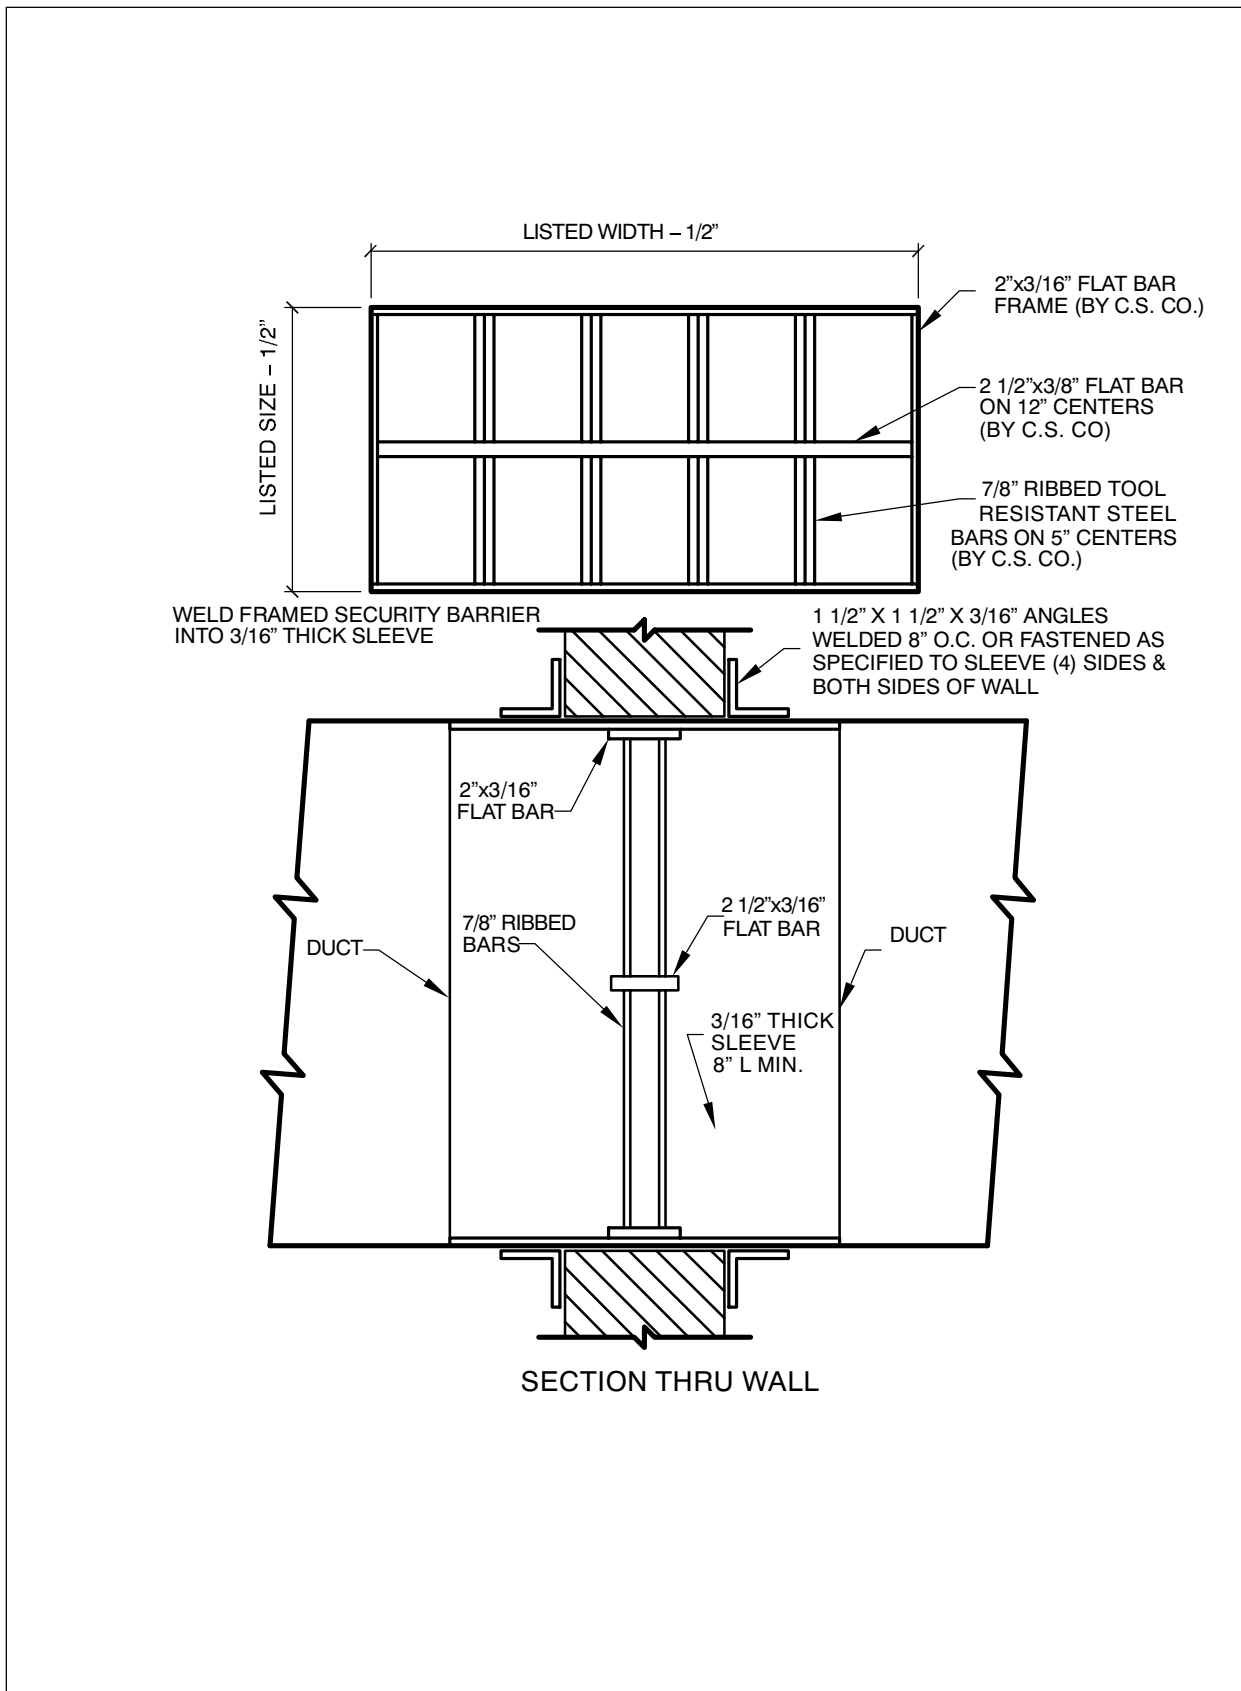 LISTED WIDTH – 1/2”
LISTED SIZE – 1/2”
2”x3/16” FLAT BAR
FRAME (BY C.S. CO.)
2 1/2”x3/8” FLAT BAR
ON 12” CENTERS
(BY C.S. CO)
7/8” RIBBED TOOL
RESISTANT STEEL
BARS ON 5” CENTERS
(BY C.S. CO.)
WELD FRAMED SECURITY BARRIER
INTO 3/16” THICK SLEEVE
1 1/2” X 1 1/2” X 3/16” ANGLES
WELDED 8” O.C. OR FASTENED AS
SPECIFIED TO SLEEVE (4) SIDES &
BOTH SIDES OF WALL
2”x3/16”
FLAT BAR
7/8” RIBBED
BARS
2 1/2”x3/16”
FLAT BAR
DUCT
DUCT
3/16” THICK
SLEEVE
8” L MIN.
SECTION THRU WALL